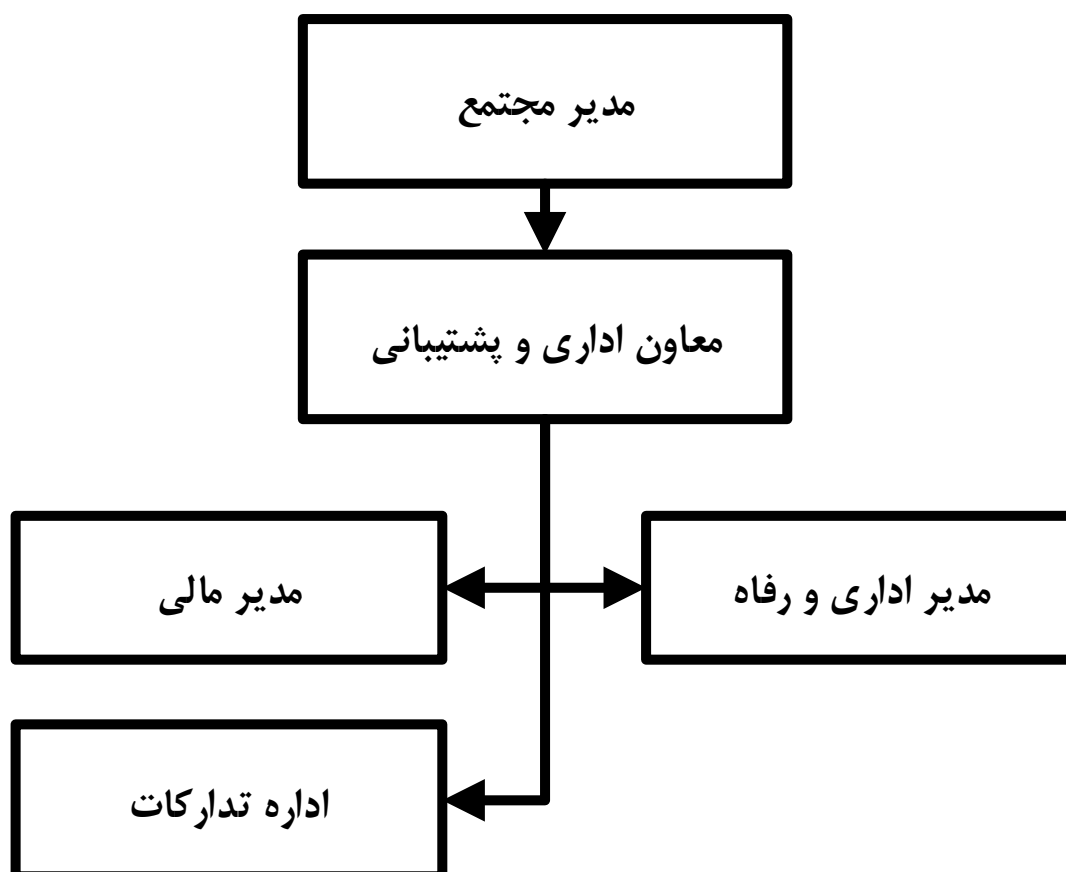 مدیر مجتمع
معاون اداری و پشتیبانی
مدیر اداری و رفاه
مدیر مالی
اداره تدارکات